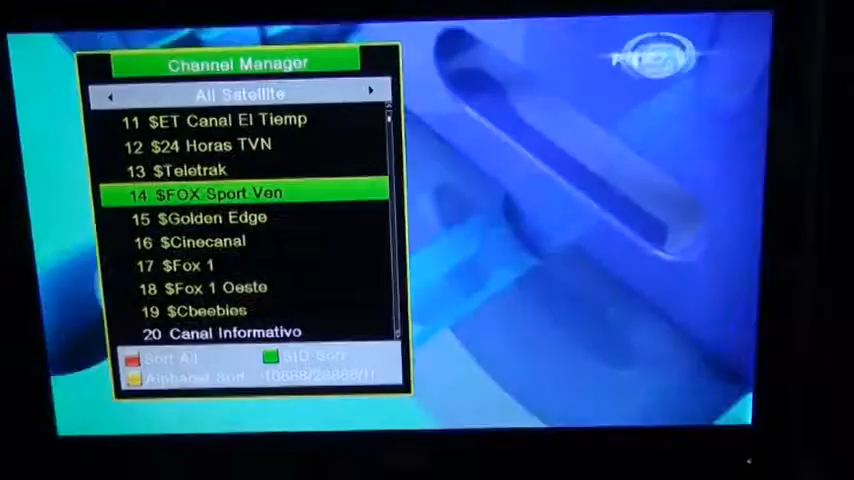 Channel Manager
All Satellite
11 $ET Canal El Tiemp
12 $24 Horas TVN
13 $Teletrak
14 $FOX Sport Ven
15 $Golden Edge
16 $Cinecanal
17 $Fox 1
18 $Fox 1 Oeste
19 $Cbeebies
20 Canal Informativo
Sort All SID Sort
Alphabet Sort